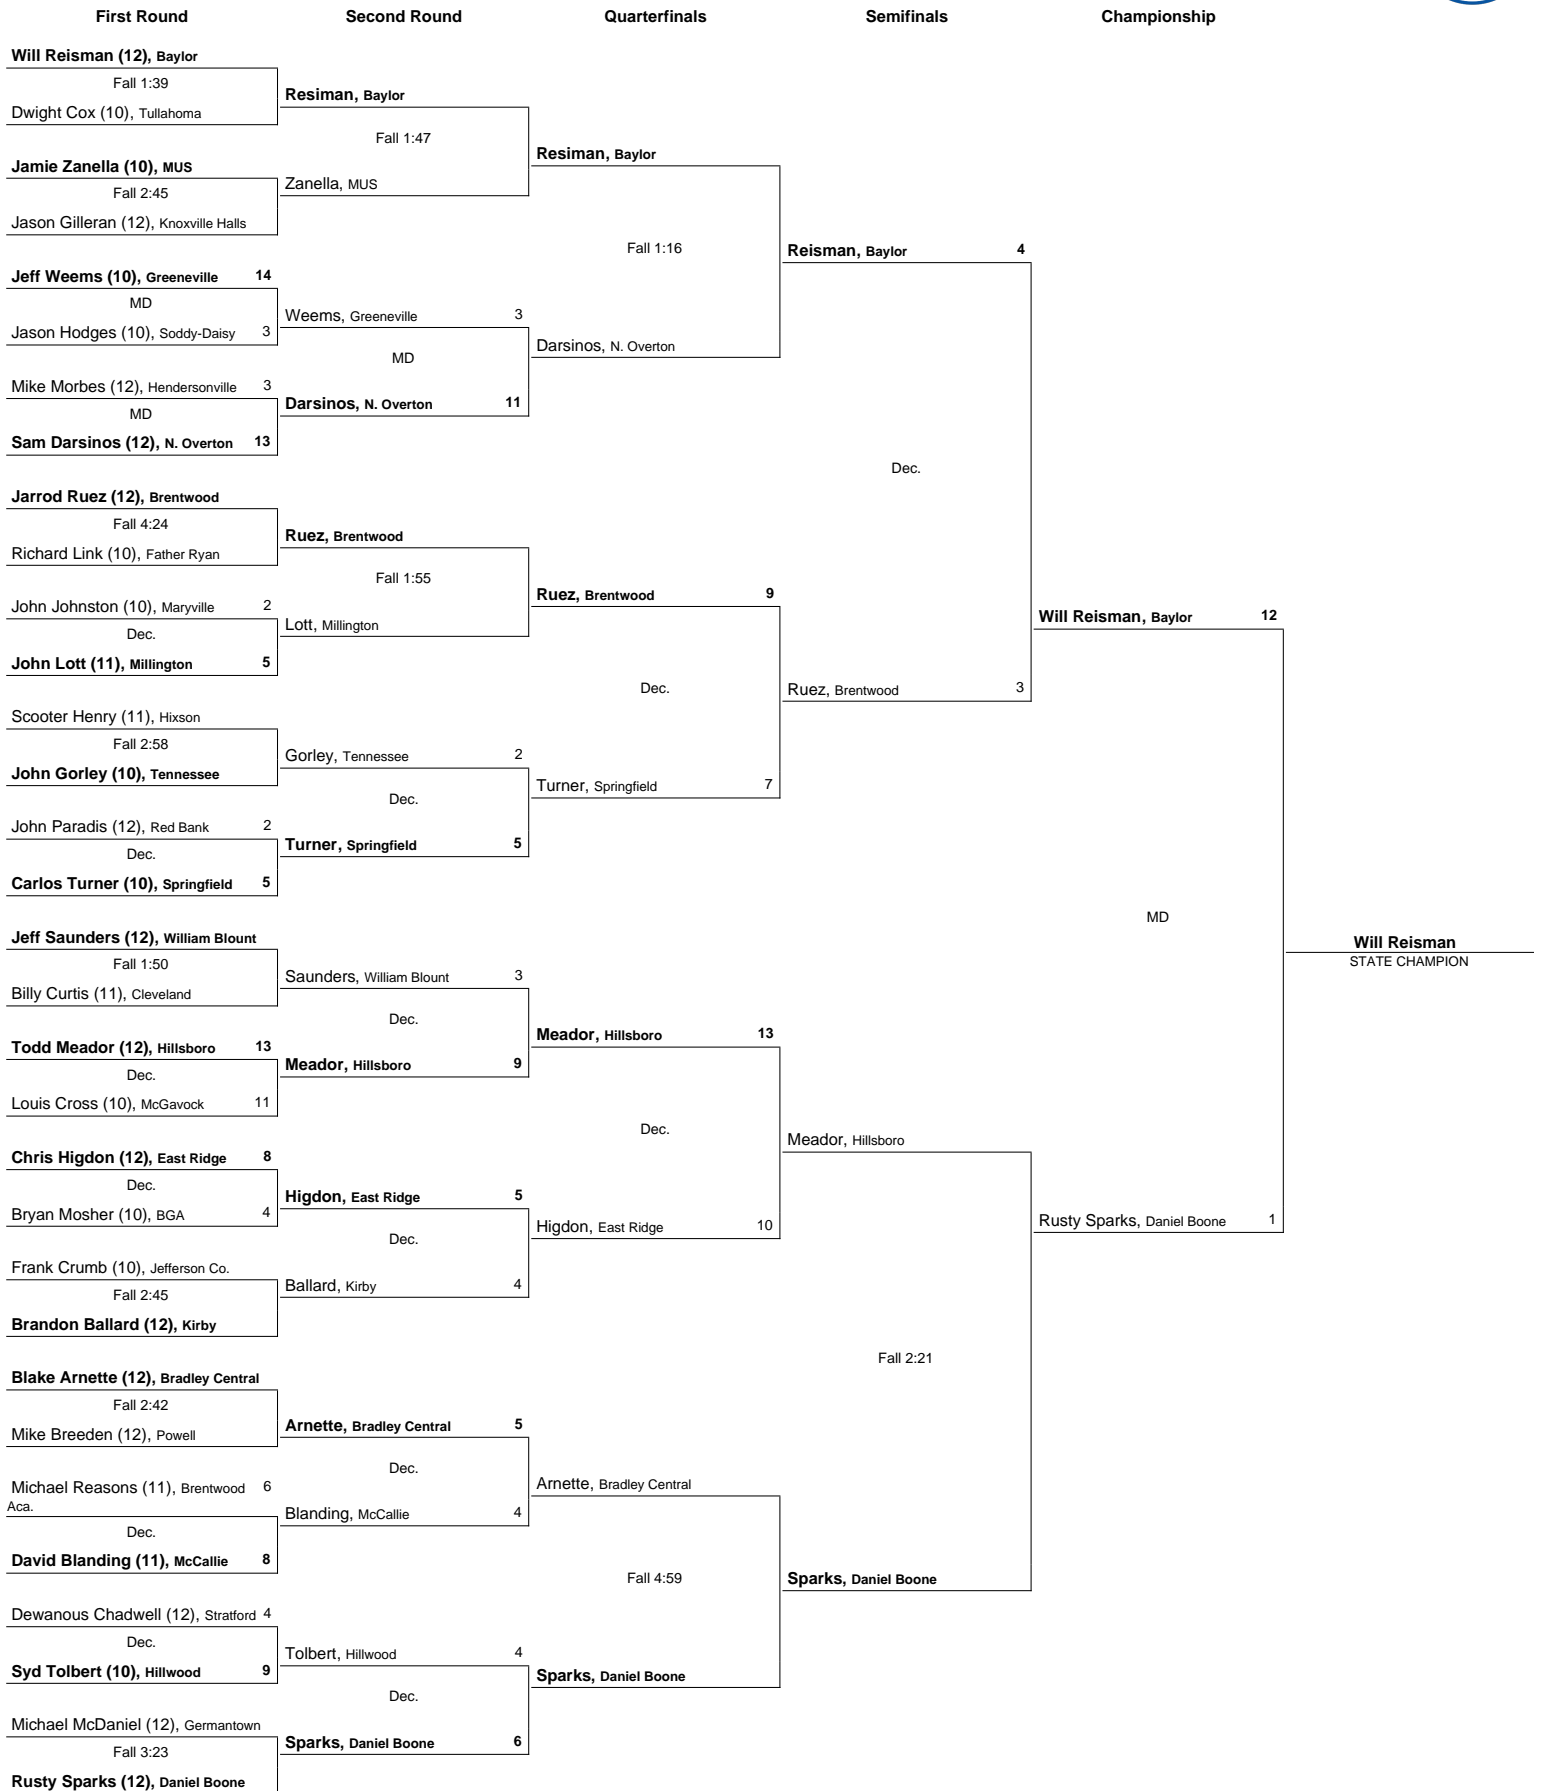 First Round Second Round Quarterfinals Semifinals Championship
Will Reisman (12), Baylor
Fall 1:39
Dwight Cox (10), Tullahoma
Resiman, Baylor
Fall 1:47
Zanella, MUS
Jamie Zanella (10), MUS
Fall 2:45
Jason Gilleran (12), Knoxville Halls
Resiman, Baylor
Fall 1:16
Darsinos, N. Overton
Jeff Weems (10), Greeneville 14
MD
Jason Hodges (10), Soddy-Daisy 3
Weems, Greeneville 3
MD
Darsinos, N. Overton 11
Mike Morbes (12), Hendersonville 3
MD
Sam Darsinos (12), N. Overton 13
Reisman, Baylor 4
Dec.
Ruez, Brentwood 3
Jarrod Ruez (12), Brentwood
Fall 4:24
Richard Link (10), Father Ryan
Ruez, Brentwood
Fall 1:55
Lott, Millington
John Johnston (10), Maryville 2
Dec.
John Lott (11), Millington 5
Ruez, Brentwood 9
Dec.
Turner, Springfield 7
Scooter Henry (11), Hixson
Fall 2:58
John Gorley (10), Tennessee
Gorley, Tennessee 2
Dec.
Turner, Springfield 5
John Paradis (12), Red Bank 2
Dec.
Carlos Turner (10), Springfield 5
Will Reisman, Baylor 12
MD
Rusty Sparks, Daniel Boone 1
Will Reisman
STATE CHAMPION
Jeff Saunders (12), William Blount
Fall 1:50
Billy Curtis (11), Cleveland
Saunders, William Blount 3
Dec.
Meador, Hillsboro 9
Todd Meador (12), Hillsboro 13
Dec.
Louis Cross (10), McGavock 11
Meador, Hillsboro 13
Dec.
Higdon, East Ridge 10
Chris Higdon (12), East Ridge 8
Dec.
Bryan Mosher (10), BGA 4
Higdon, East Ridge 5
Dec.
Ballard, Kirby 4
Frank Crumb (10), Jefferson Co.
Fall 2:45
Brandon Ballard (12), Kirby
Meador, Hillsboro
Fall 2:21
Sparks, Daniel Boone
Blake Arnette (12), Bradley Central
Fall 2:42
Mike Breeden (12), Powell
Arnette, Bradley Central 5
Dec.
Blanding, McCallie 4
Michael Reasons (11), Brentwood 6
Aca.
Dec.
David Blanding (11), McCallie 8
Arnette, Bradley Central
Fall 4:59
Sparks, Daniel Boone
Dewanous Chadwell (12), Stratford 4
Dec.
Syd Tolbert (10), Hillwood 9
Tolbert, Hillwood 4
Dec.
Sparks, Daniel Boone 6
Michael McDaniel (12), Germantown
Fall 3:23
Rusty Sparks (12), Daniel Boone